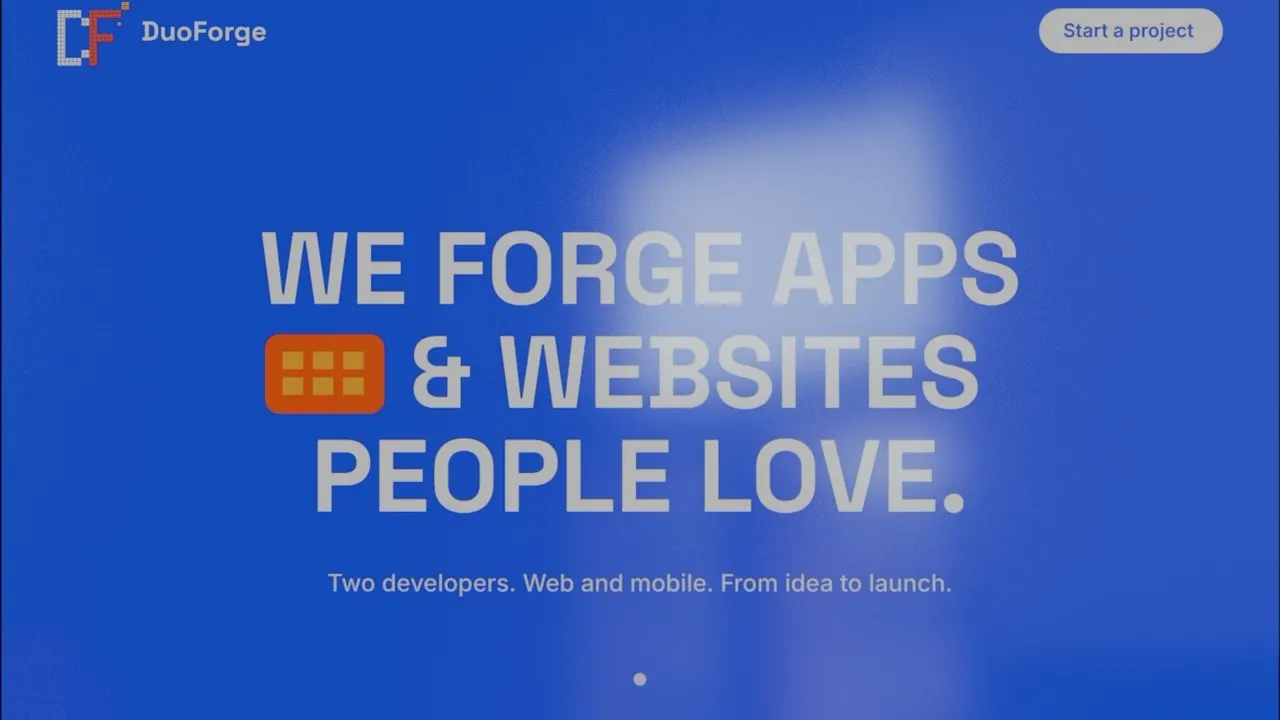 DuoForge
Start a project
WE FORGE APPS
& WEBSITES
PEOPLE LOVE.
Two developers. Web and mobile. From idea to launch.